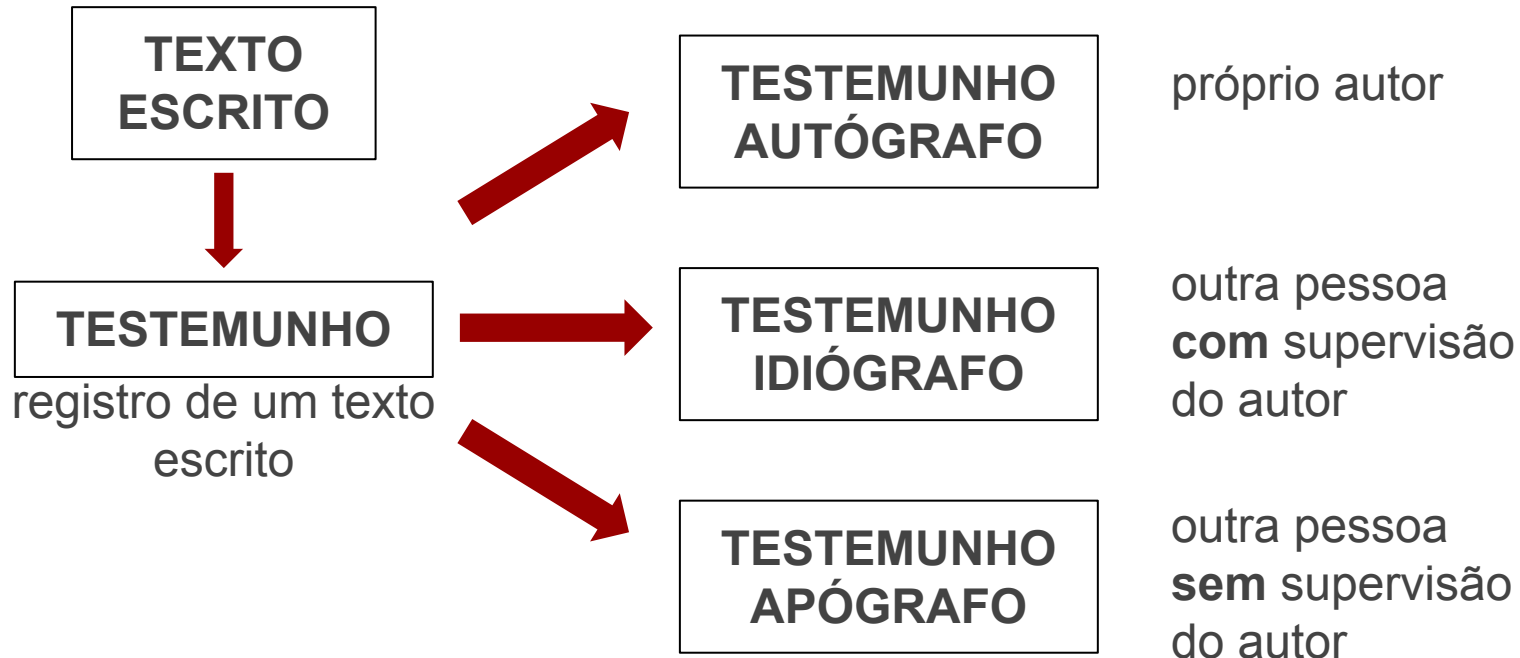 TEXTO
ESCRITO
TESTEMUNHO
registro de um texto
escrito
TESTEMUNHO
AUTÓGRAFO
próprio autor
TESTEMUNHO
IDIÓGRAFO
outra pessoa
com supervisão
do autor
TESTEMUNHO
APÓGRAFO
outra pessoa
sem supervisão
do autor